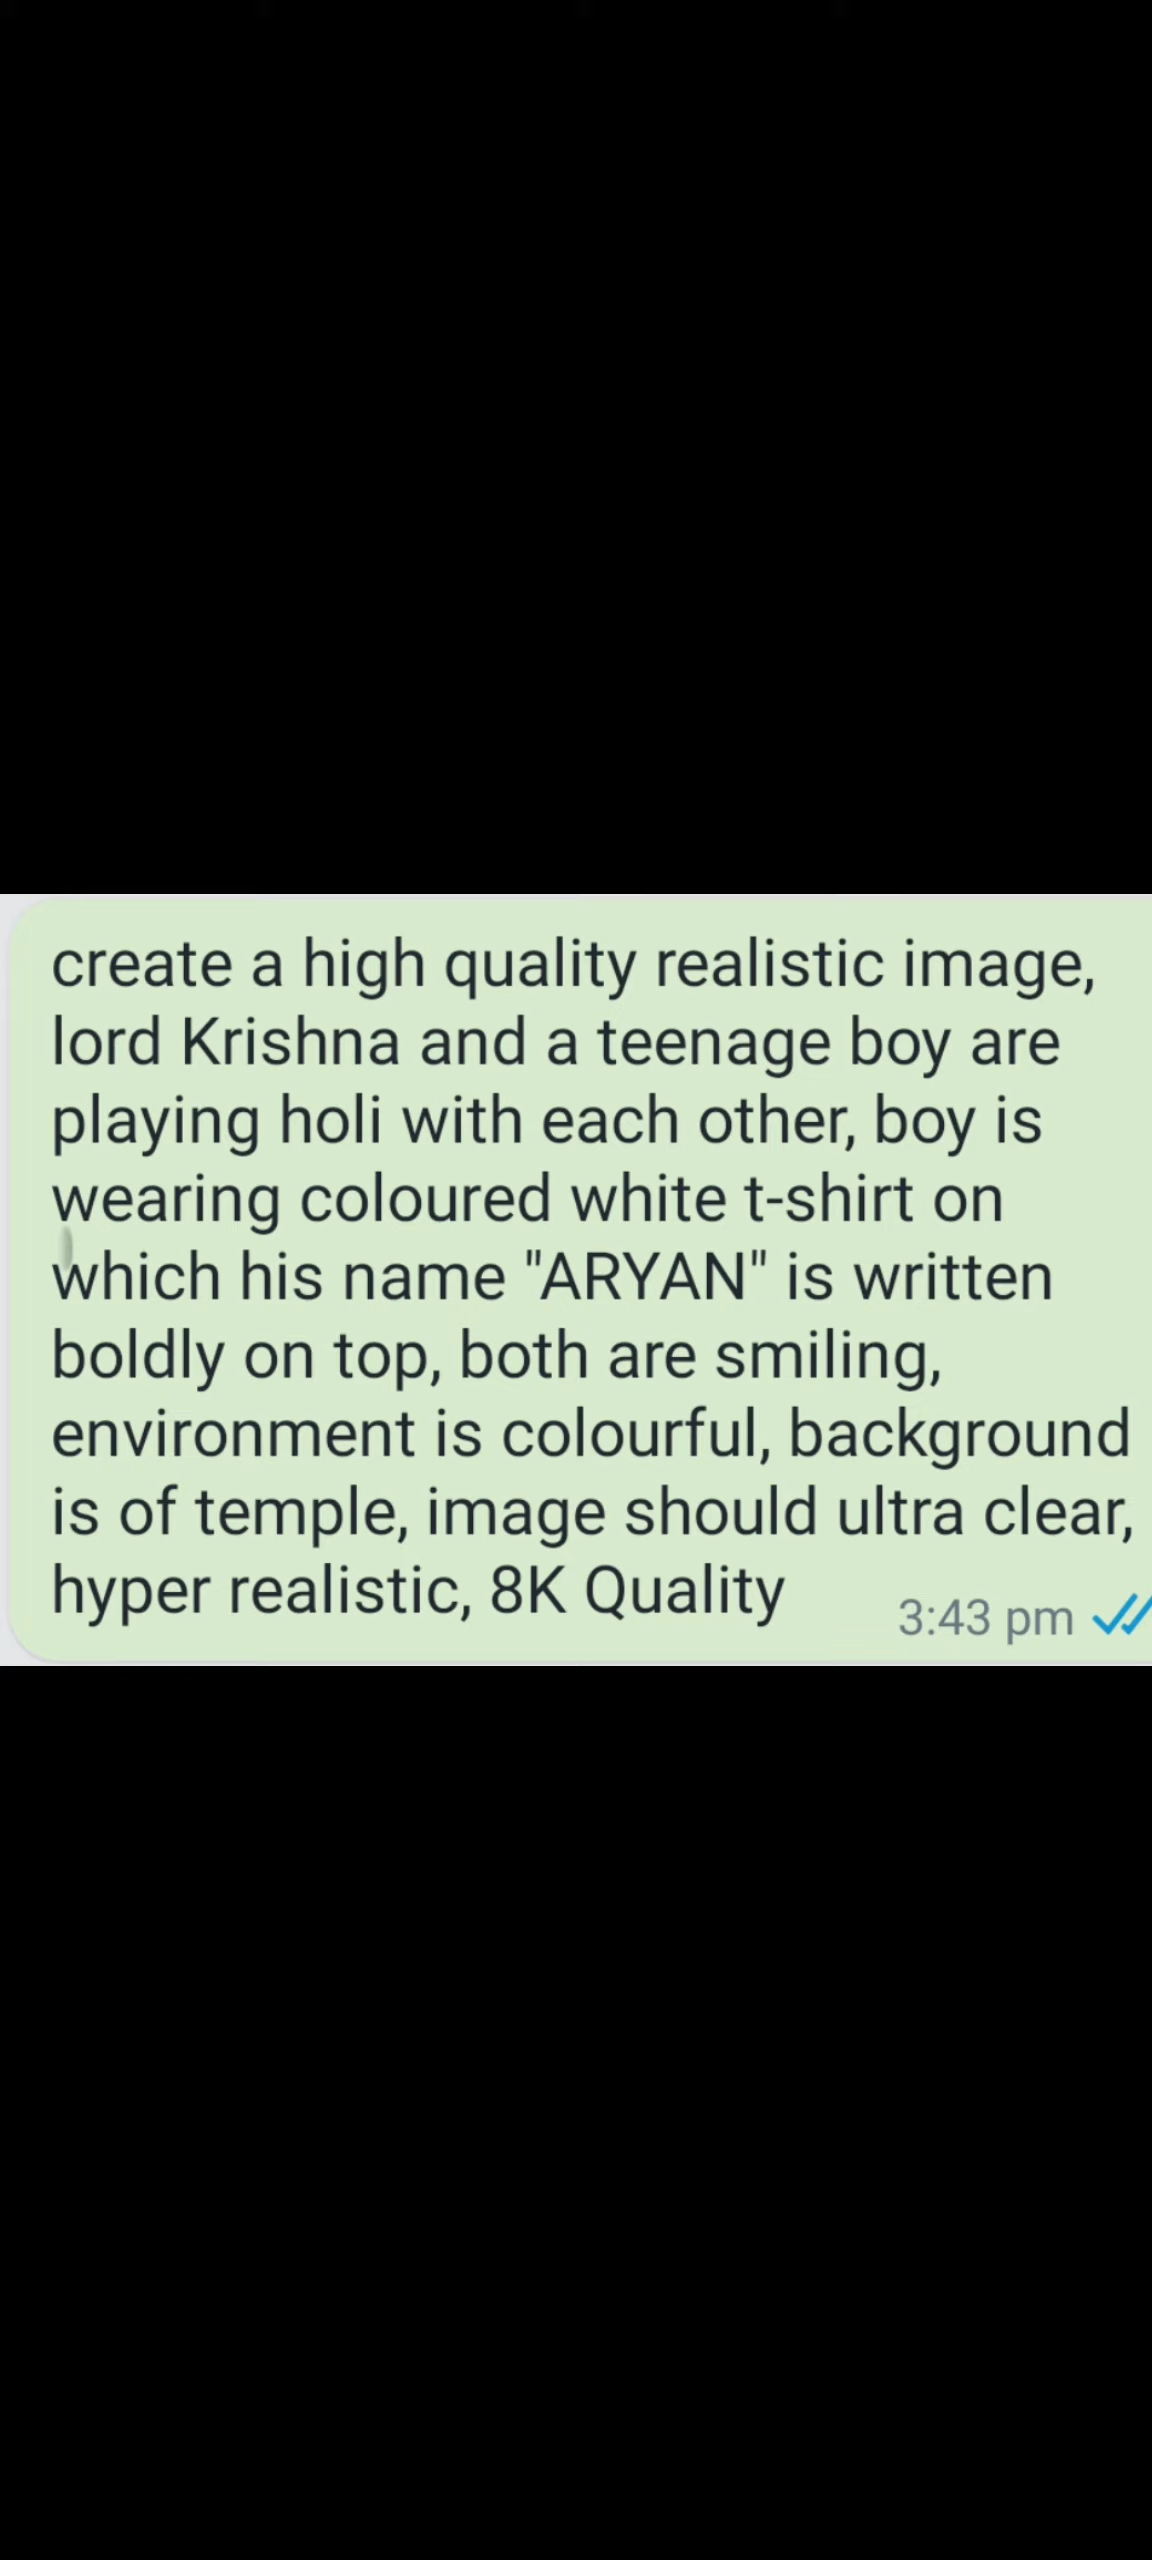 create a high quality realistic image,
lord Krishna and a teenage boy are
playing holi with each other, boy is
wearing coloured white t-shirt on
which his name "ARYAN" is written
boldly on top, both are smiling,
environment is colourful, background
is of temple, image should ultra clear,
hyper realistic, 8K Quality
3:43 pm